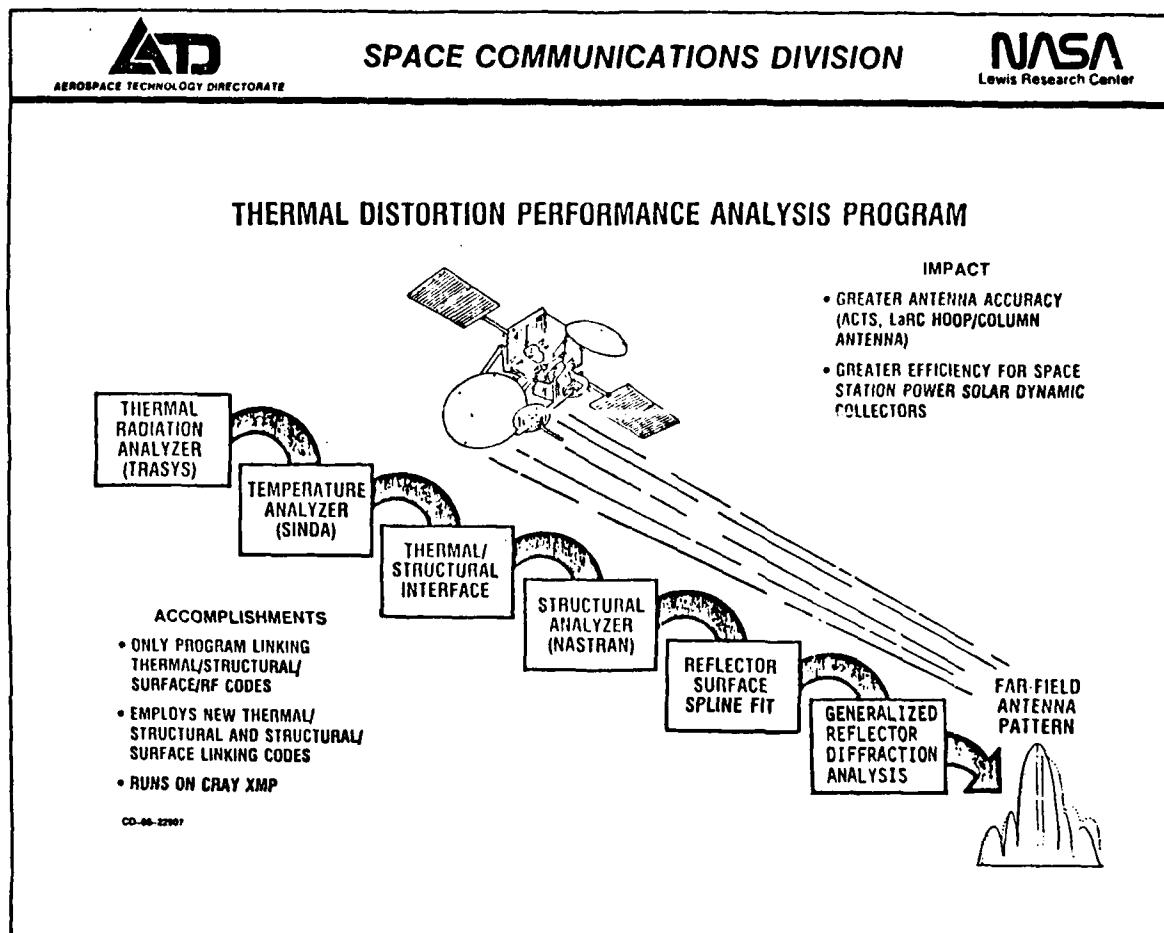 ATD
AEROSPACE TECHNOLOGY DIRECTORATE
SPACE COMMUNICATIONS DIVISION
NASA
Lewis Research Center
THERMAL DISTORTION PERFORMANCE ANALYSIS PROGRAM
IMPACT
• GREATER ANTENNA ACCURACY
(ACTS, LaRC HOOP/COLUMN
ANTENNA)
• GREATER EFFICIENCY FOR SPACE
STATION POWER SOLAR DYNAMIC
COLLECTORS
THERMAL
RADIATION
ANALYZER
(TRASYS)
TEMPERATURE
ANALYZER
(SINDA)
THERMAL/
STRUCTURAL
INTERFACE
STRUCTURAL
ANALYZER
(NASTRAN)
REFLECTOR
SURFACE
SPLINE FIT
GENERALIZED
REFLECTOR
DIFFRACTION
ANALYSIS
FAR-FIELD
ANTENNA
PATTERN
ACCOMPLISHMENTS
• ONLY PROGRAM LINKING
THERMAL/STRUCTURAL/
SURFACE/RF CODES
• EMPLOYS NEW THERMAL/
STRUCTURAL AND STRUCTURAL/
SURFACE LINKING CODES
• RUNS ON CRAY XMP